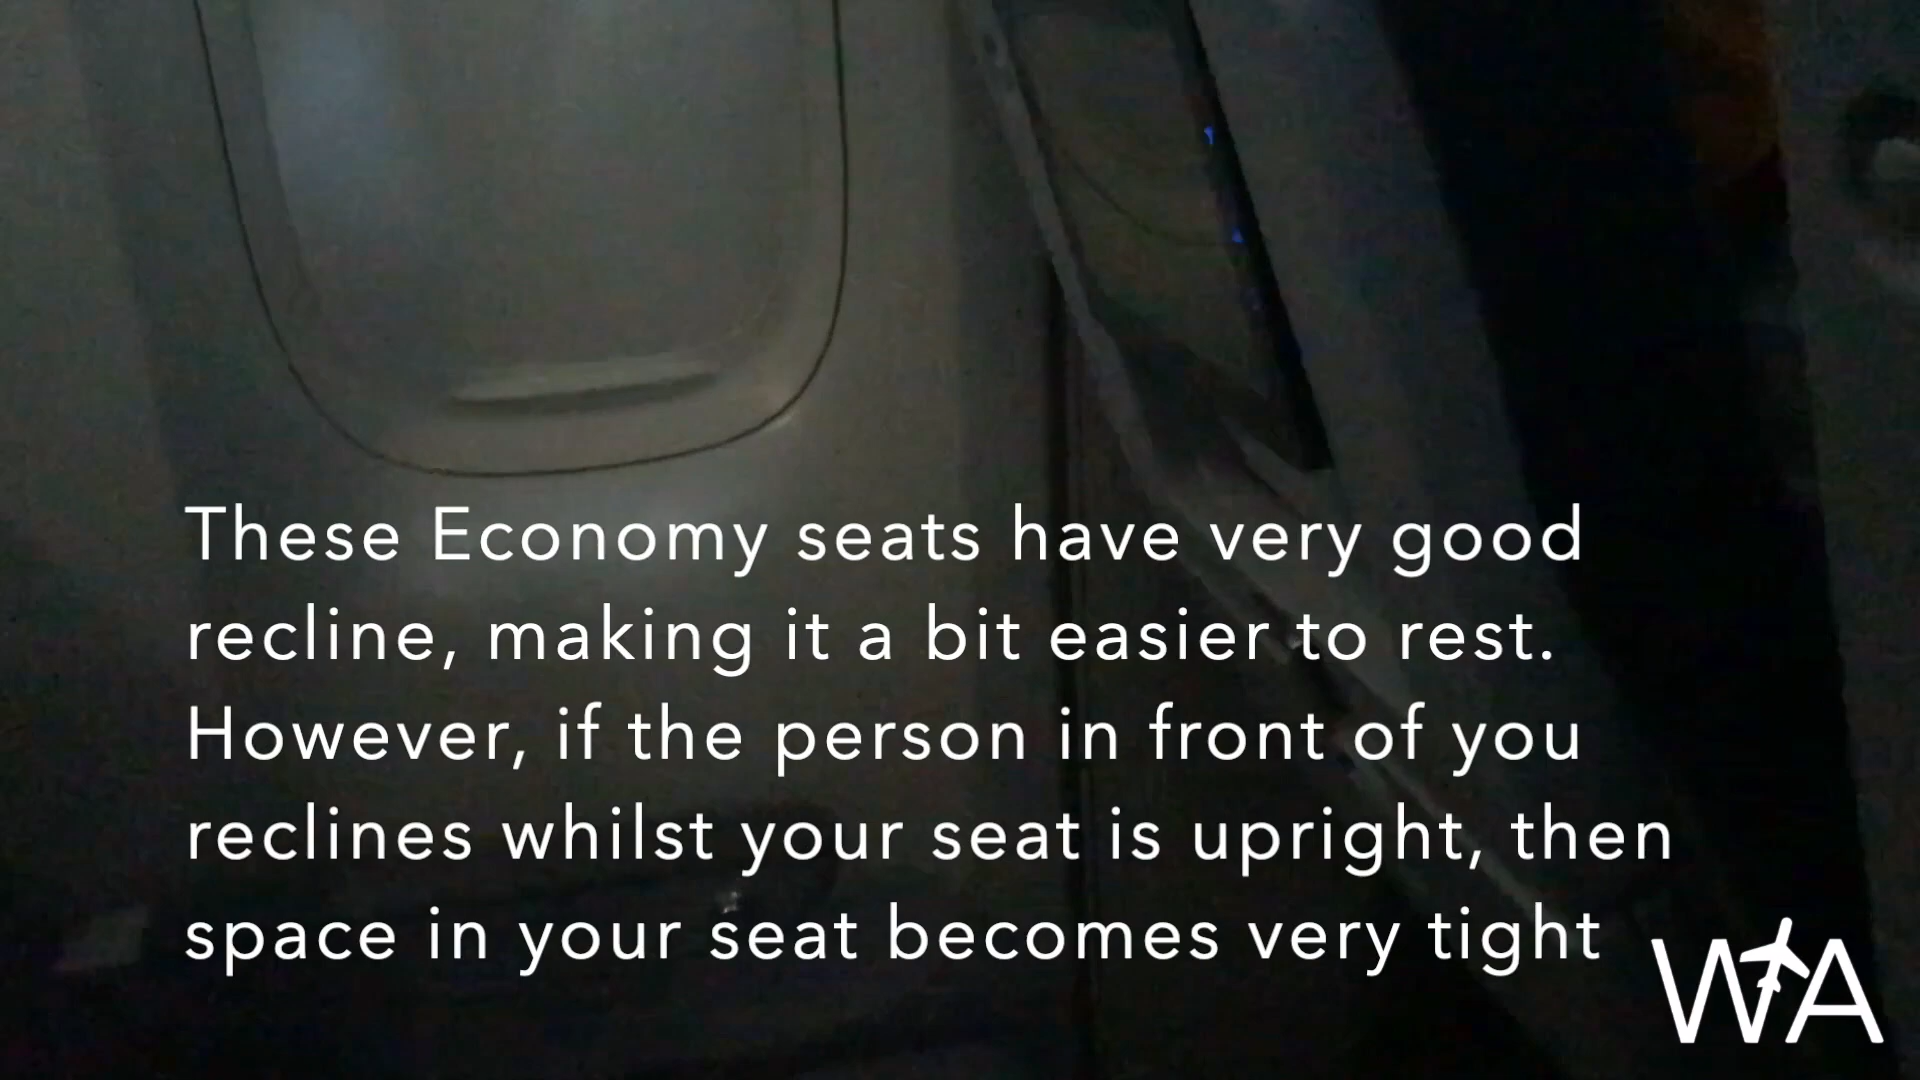 These Economy seats have very good
recline, making it a bit easier to rest.
However, if the person in front of you
reclines whilst your seat is upright, then
space in your seat becomes very tight
WA